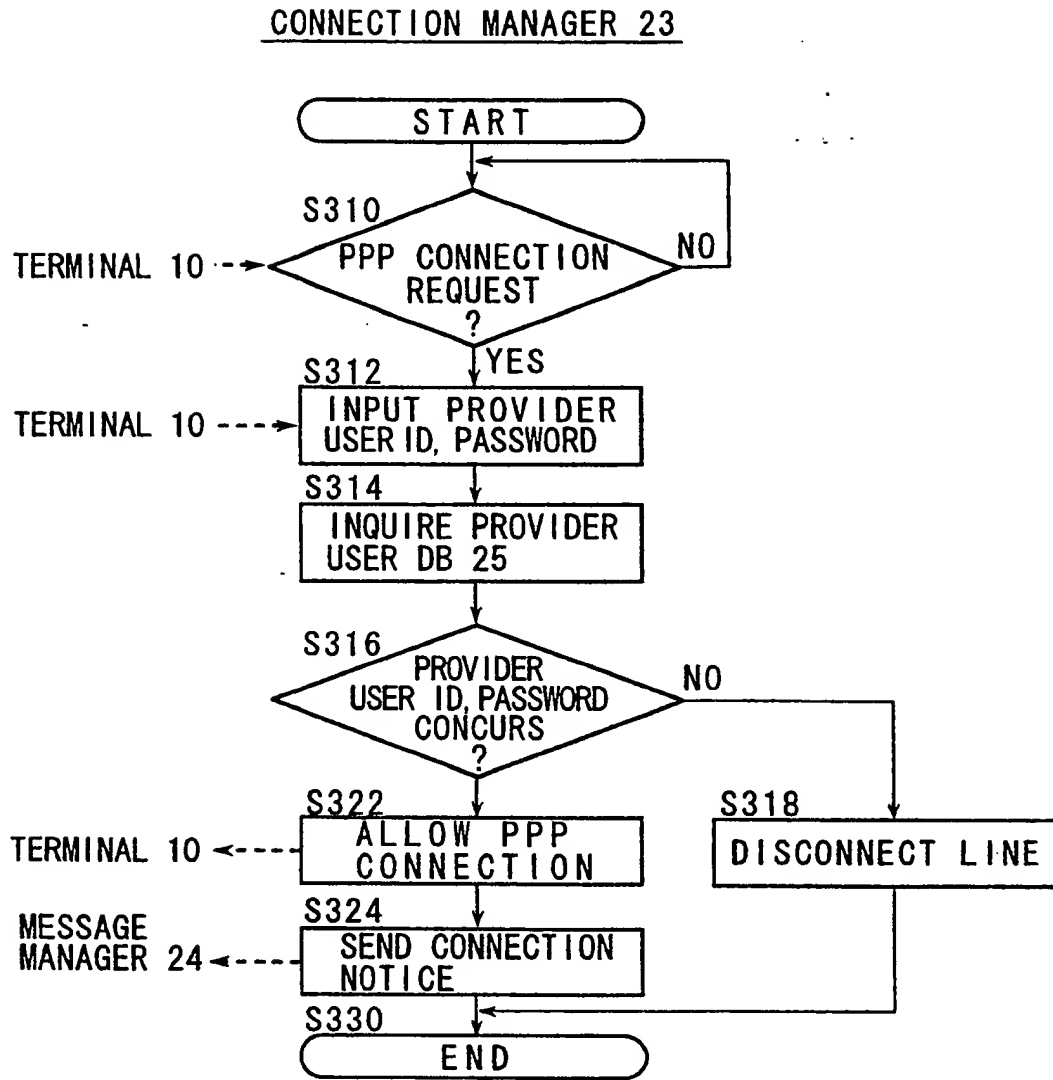 CONNECTION MANAGER 23
START
S310
TERMINAL 10
PPP CONNECTION
REQUEST
?
NO
YES
S312
TERMINAL 10
INPUT PROVIDER
USER ID, PASSWORD
S314
INQUIRE PROVIDER
USER DB 25
S316
PROVIDER
USER ID, PASSWORD
CONCURS
?
NO
S322
TERMINAL 10
ALLOW PPP
CONNECTION
S318
DISCONNECT LINE
S324
MESSAGE
MANAGER 24
SEND CONNECTION
NOTICE
S330
END